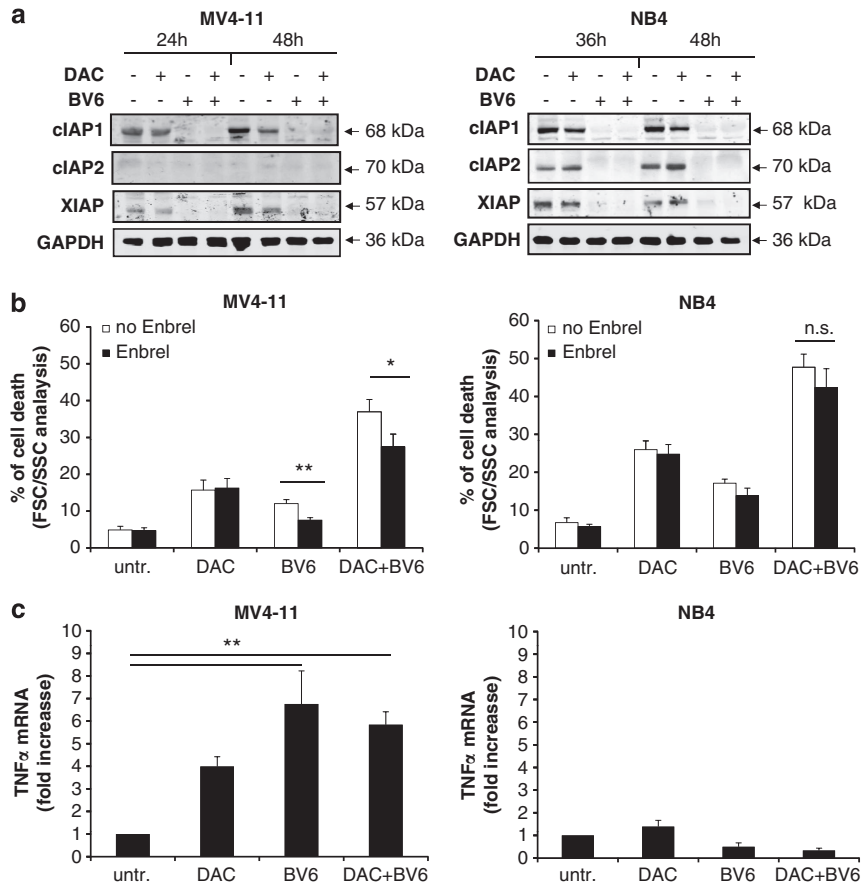 a
MV4-11
24h 48h
DAC - + - + - + - +
BV6 - - + + - - + +
cIAP1 ← 68 kDa
cIAP2 ← 70 kDa
XIAP ← 57 kDa
GAPDH ← 36 kDa
NB4
36h 48h
DAC - + - + - + - +
BV6 - - + + - - + +
cIAP1 ← 68 kDa
cIAP2 ← 70 kDa
XIAP ← 57 kDa
GAPDH ← 36 kDa
b
MV4-11
% of cell death
(FSC/SSC analaysis)
60
50
40
30
20
10
0
no Enbrel
Enbrel
**
*
untr. DAC BV6 DAC+BV6
NB4
% of cell death
(FSC/SSC analaysis)
60
50
40
30
20
10
0
no Enbrel
Enbrel
n.s.
untr. DAC BV6 DAC+BV6
c
MV4-11
TNFα mRNA
(fold increasse)
10
9
8
7
6
5
4
3
2
1
0
**
untr. DAC BV6 DAC+BV6
NB4
TNFα mRNA
(fold increasse)
10
9
8
7
6
5
4
3
2
1
0
untr. DAC BV6 DAC+BV6